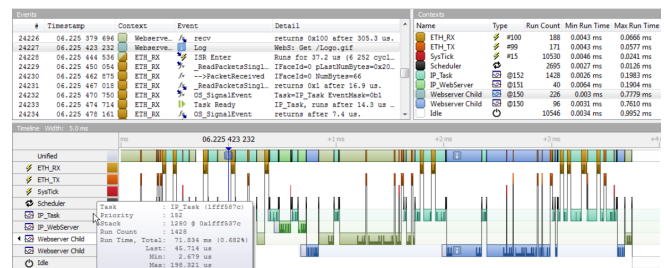 Events
# Timestamp Context Event Detail
24226 06.225 379 696 Webserve... recv returns 0x100 after 305.3 us.
24227 06.225 423 232 Webserve... Log WebS: Get /Logo.gif
24228 06.225 444 536 ETH_RX ISR Enter Runs for 37.2 us (6 252 cycl...
24229 06.225 450 054 ETH_RX _ReadPacketsSingl... IFaceId=0 pLastNumBytes=0x20...
24230 06.225 462 875 ETH_RX -->PacketReceived IFaceId=0 NumBytes=66
24231 06.225 467 018 ETH_RX _ReadPacketsSingl... returns 0x1 after 16.9 us.
24232 06.225 470 750 ETH_RX OS_SignalEvent Task=IP_Task EventMask=0b1
24233 06.225 474 714 ETH_RX Task Ready IP_Task, runs after 14.3 us ...
24234 06.225 478 161 ETH_RX OS_SignalEvent returns after 7.4 us.
Contexts
Name Type Run Count Min Run Time Max Run Time
ETH_RX #100 188 0.0043 ms 0.0666 ms
ETH_TX #99 171 0.0043 ms 0.0577 ms
SysTick #15 10530 0.0046 ms 0.0241 ms
Scheduler 2695 0.0027 ms 0.0126 ms
IP_Task @152 1428 0.0026 ms 0.1983 ms
IP_WebServer @151 40 0.0064 ms 0.1904 ms
Webserver Child @150 226 0.003 ms 0.7779 ms
Webserver Child @150 96 0.0031 ms 0.7610 ms
Idle 10546 0.0034 ms 0.9952 ms
Timeline Width: 5.0 ms
ms 06.225 423 232 +1 ms +2 ms +3 ms
Unified
ETH_RX
ETH_TX
SysTick
Scheduler
IP_Task
IP_WebServer
Webserver Child
Webserver Child
Idle
Task : IP_Task (1fff587c)
Priority : 152
Stack : 1280 @ 0x1fff537c
Run Count : 1428
Run Time, Total: 71.834 ms (0.682%)
Last: 45.714 us
Min: 2.679 us
Max: 198.321 us